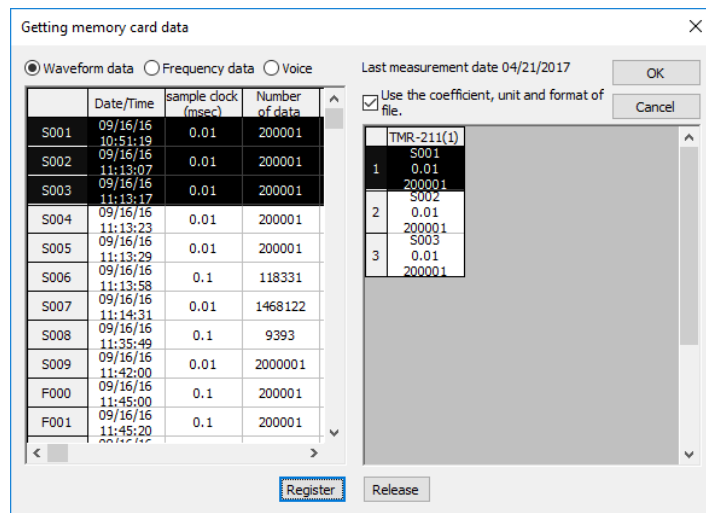 Getting memory card data
Waveform data Frequency data Voice
Last measurement date 04/21/2017
OK
Use the coefficient, unit and format of
file.
Cancel
Date/Time sample clock (msec) Number of data
S001 09/16/16 10:51:19 0.01 200001
S002 09/16/16 11:13:07 0.01 200001
S003 09/16/16 11:13:17 0.01 200001
S004 09/16/16 11:13:23 0.01 200001
S005 09/16/16 11:13:29 0.01 200001
S006 09/16/16 11:13:58 0.1 118331
S007 09/16/16 11:14:31 0.01 1468122
S008 09/16/16 11:35:49 0.1 9393
S009 09/16/16 11:42:00 0.01 2000001
F000 09/16/16 11:45:00 0.1 200001
F001 09/16/16 11:45:20 0.1 200001
TMR-211(1)
1 S001 0.01 200001
2 S002 0.01 200001
3 S003 0.01 200001
Register
Release